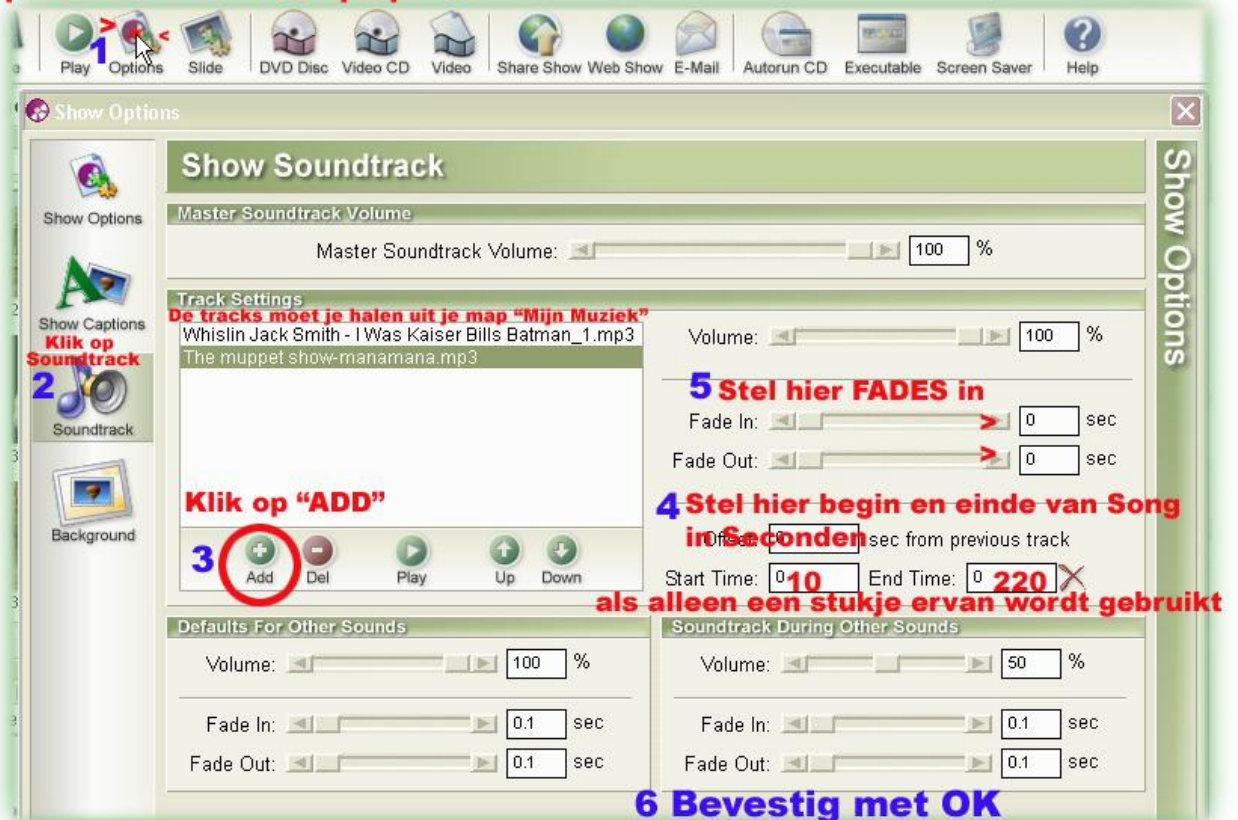 1
> <
Play
Options
Slide
DVD Disc
Video CD
Video
Share Show
Web Show
E-Mail
Autorun CD
Executable
Screen Saver
Help
Show Options
Show Options
Show Captions
Klik op
Soundtrack
2
Soundtrack
Background
Show Soundtrack
Master Soundtrack Volume
Master Soundtrack Volume: 100 %
Track Settings
De tracks moet je halen uit je map “Mijn Muziek”
Whislin Jack Smith - I Was Kaiser Bills Batman_1.mp3
The muppet show-manamana.mp3
Klik op “ADD”
3
Add
Del
Play
Up
Down
Volume: 100 %
5 Stel hier FADES in
Fade In: > 0 sec
Fade Out: > 0 sec
4 Stel hier begin en einde van Song
in Seconden
Offset: 0 sec from previous track
Start Time: 0 10 End Time: 0 220
als alleen een stukje ervan wordt gebruikt
Defaults For Other Sounds
Volume: 100 %
Fade In: 0.1 sec
Fade Out: 0.1 sec
Soundtrack During Other Sounds
Volume: 50 %
Fade In: 0.1 sec
Fade Out: 0.1 sec
6 Bevestig met OK
Show Options